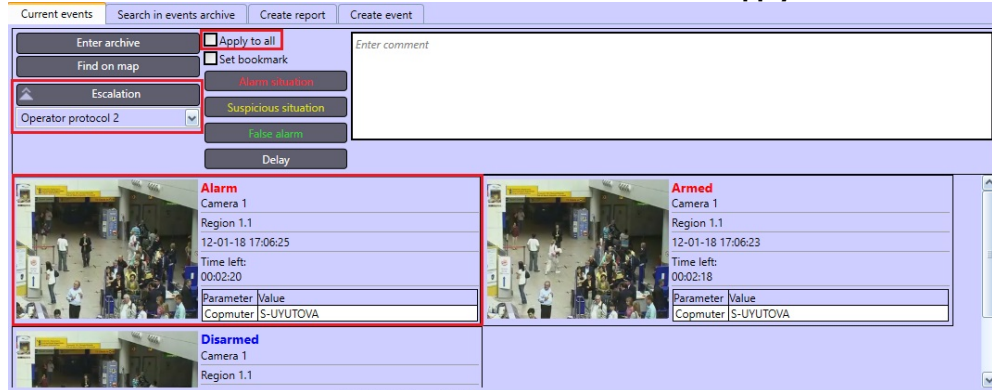 Current events
Search in events archive
Create report
Create event
Enter archive
Apply to all
Enter comment
Find on map
Set bookmark
Escalation
Alarm situation
Operator protocol 2
Suspicious situation
False alarm
Delay
Alarm
Camera 1
Region 1.1
12-01-18 17:06:25
Time left:
00:02:20
Parameter Value
Copmuter S-UYUTOVA
Armed
Camera 1
Region 1.1
12-01-18 17:06:23
Time left:
00:02:18
Parameter Value
Copmuter S-UYUTOVA
Disarmed
Camera 1
Region 1.1